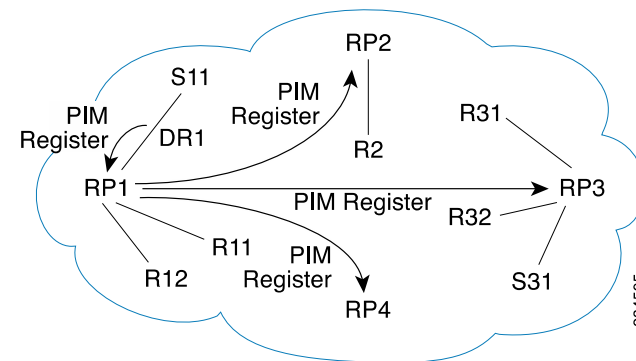 RP2
S11
PIM
Register
PIM
Register
DR1
R31
R2
RP1
PIM Register
RP3
R32
R11
R12
PIM
Register
S31
RP4